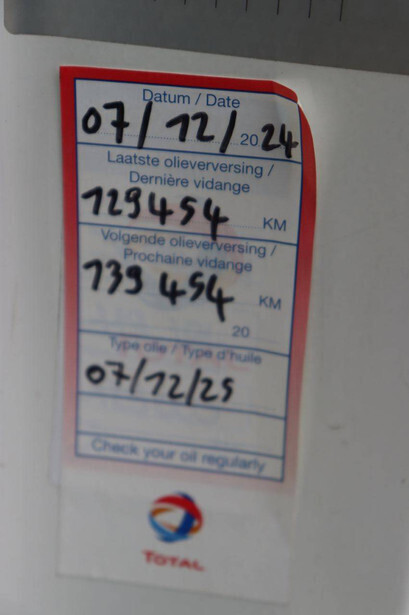 Datum / Date
07/12/2024
Laatste olieverversing /
Dernière vidange
129454 KM
Volgende olieverversing /
Prochaine vidange
139 454 KM
20
Type olie / Type d'huile
07/12/25
Check your oil regularly
TOTAL